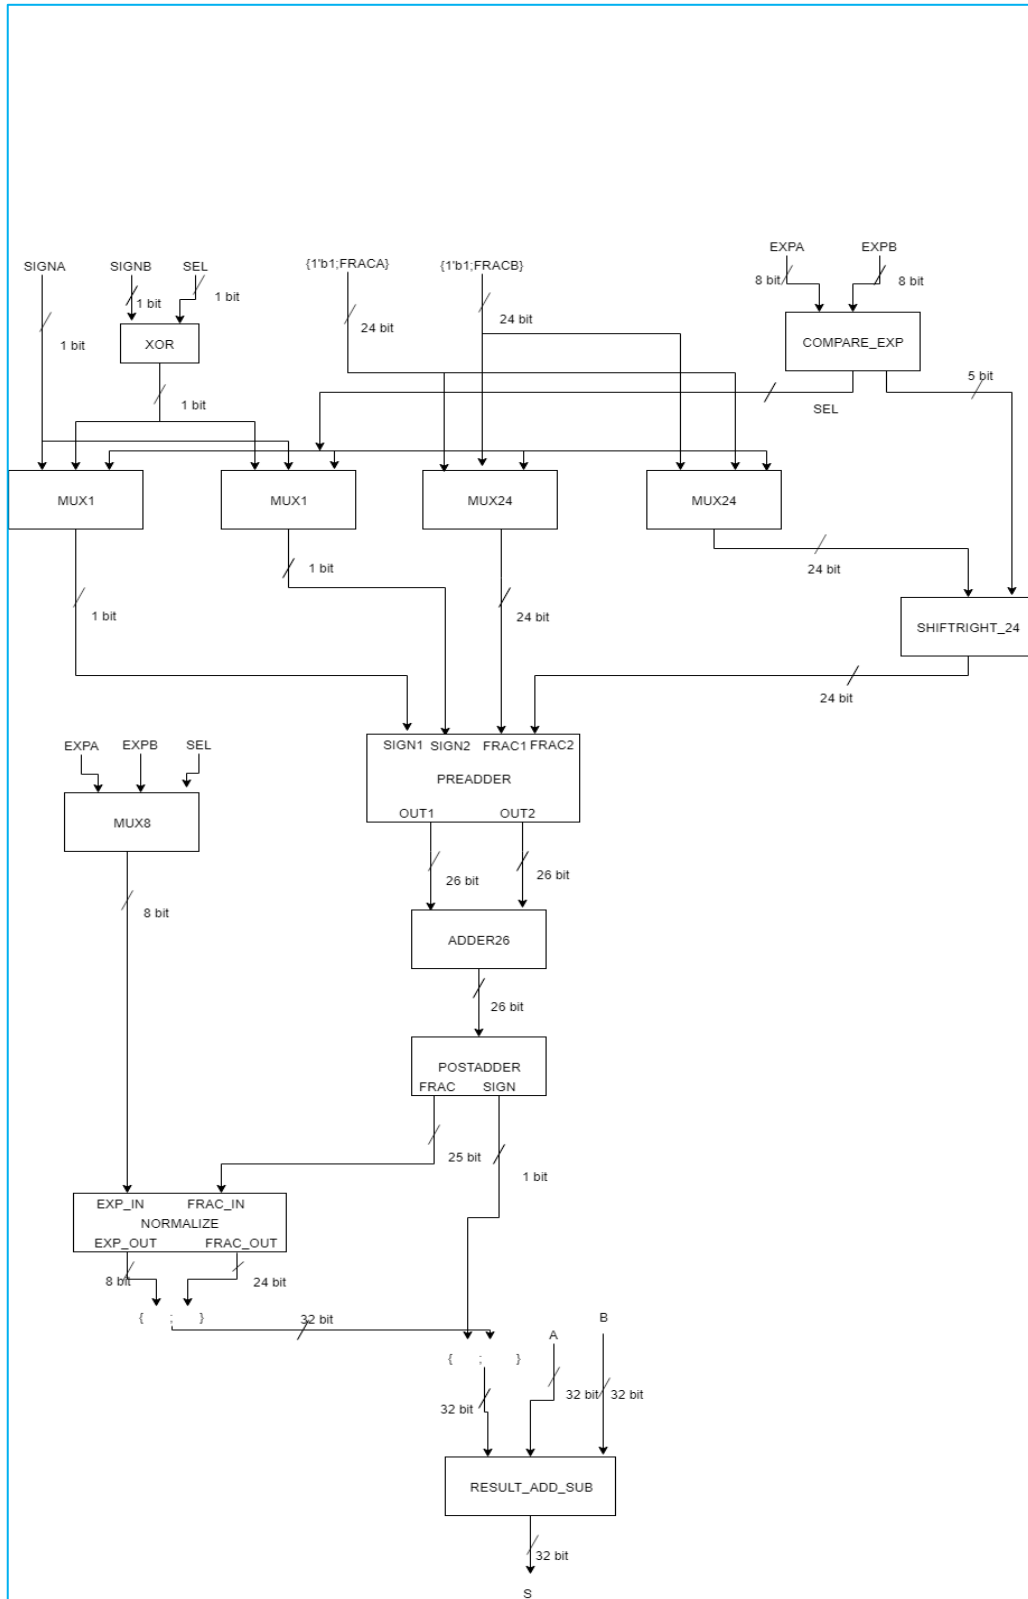 EXPA EXPB
SIGNA SIGNB SEL {1'b1;FRACA} {1'b1;FRACB}
8 bit 8 bit
1 bit 1 bit
24 bit 24 bit
1 bit XOR COMPARE_EXP
5 bit
1 bit SEL
MUX1 MUX1 MUX24 MUX24
1 bit 24 bit
1 bit 24 bit SHIFTRIGHT_24
24 bit
EXPA EXPB SEL SIGN1 SIGN2 FRAC1 FRAC2
PREADDER
MUX8 OUT1 OUT2
26 bit 26 bit
8 bit
ADDER26
26 bit
POSTADDER
FRAC SIGN
25 bit
1 bit
EXP_IN FRAC_IN
NORMALIZE
EXP_OUT FRAC_OUT
8 bit 24 bit
{ ; } 32 bit B
A
{ ; }
32 bit 32 bit 32 bit
RESULT_ADD_SUB
32 bit
S